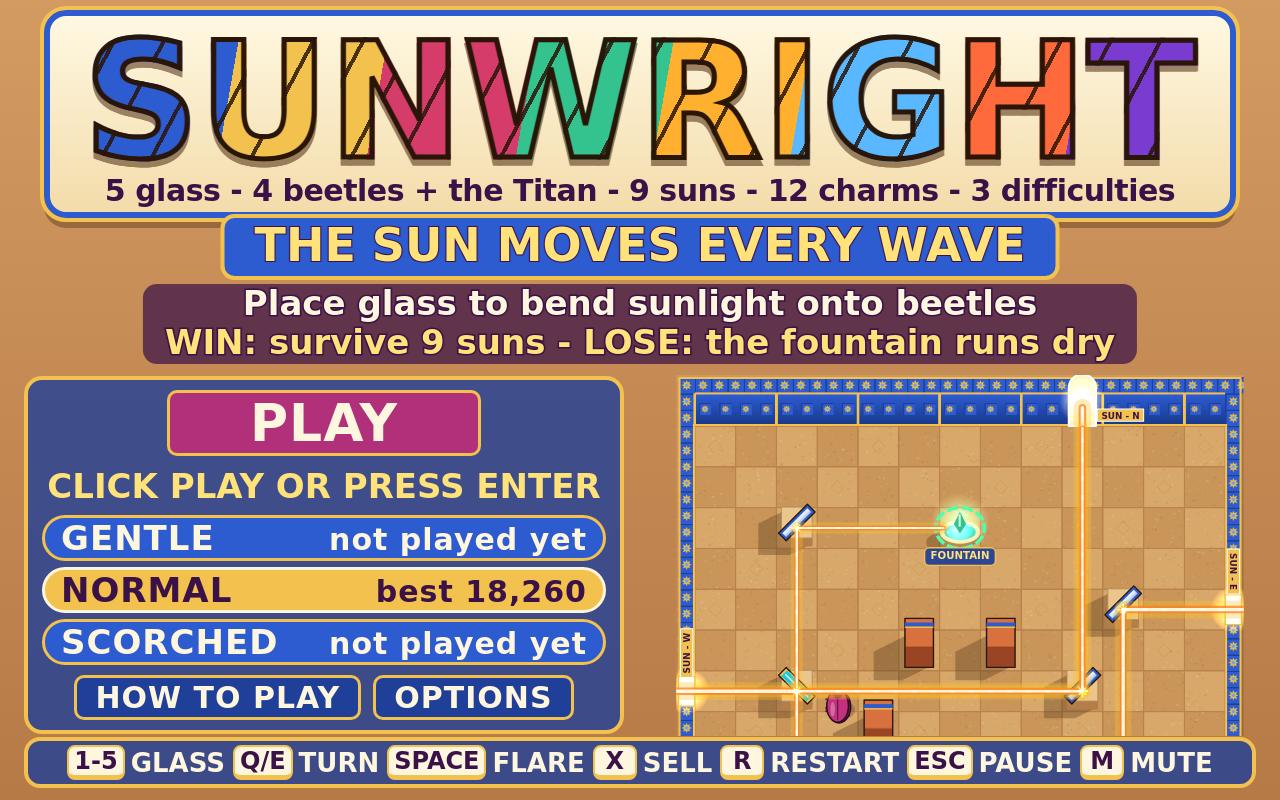 SUNWRIGHT
5 glass - 4 beetles + the Titan - 9 suns - 12 charms - 3 difficulties
THE SUN MOVES EVERY WAVE
Place glass to bend sunlight onto beetles
WIN: survive 9 suns - LOSE: the fountain runs dry
PLAY
CLICK PLAY OR PRESS ENTER
GENTLE not played yet
NORMAL best 18,260
SCORCHED not played yet
HOW TO PLAY OPTIONS
SUN - N
FOUNTAIN
SUN - E
SUN - W
1-5 GLASS Q/E TURN SPACE FLARE X SELL R RESTART ESC PAUSE M MUTE